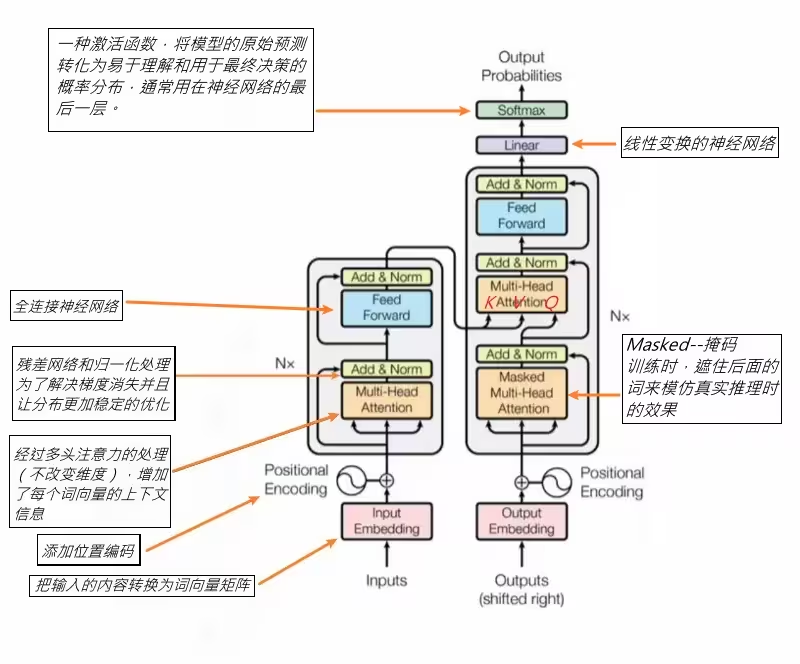 一种激活函数，将模型的原始预测
转化为易于理解和用于最终决策的
概率分布，通常用在神经网络的最
后一层。
Output
Probabilities
Softmax
Linear
线性变换的神经网络
Add & Norm
Feed
Forward
Add & Norm
Multi-Head
Attention
K V Q
Nx
Add & Norm
Masked
Multi-Head
Attention
Masked--掩码
训练时，遮住后面的
词来模仿真实推理时
的效果
Add & Norm
Feed
Forward
全连接神经网络
Nx
Add & Norm
Multi-Head
Attention
残差网络和归一化处理
为了解决梯度消失并且
让分布更加稳定的优化
经过多头注意力的处理
（不改变维度），增加
了每个词向量的上下文
信息
Positional
Encoding
Positional
Encoding
添加位置编码
Input
Embedding
Output
Embedding
把输入的内容转换为词向量矩阵
Inputs
Outputs
(shifted right)